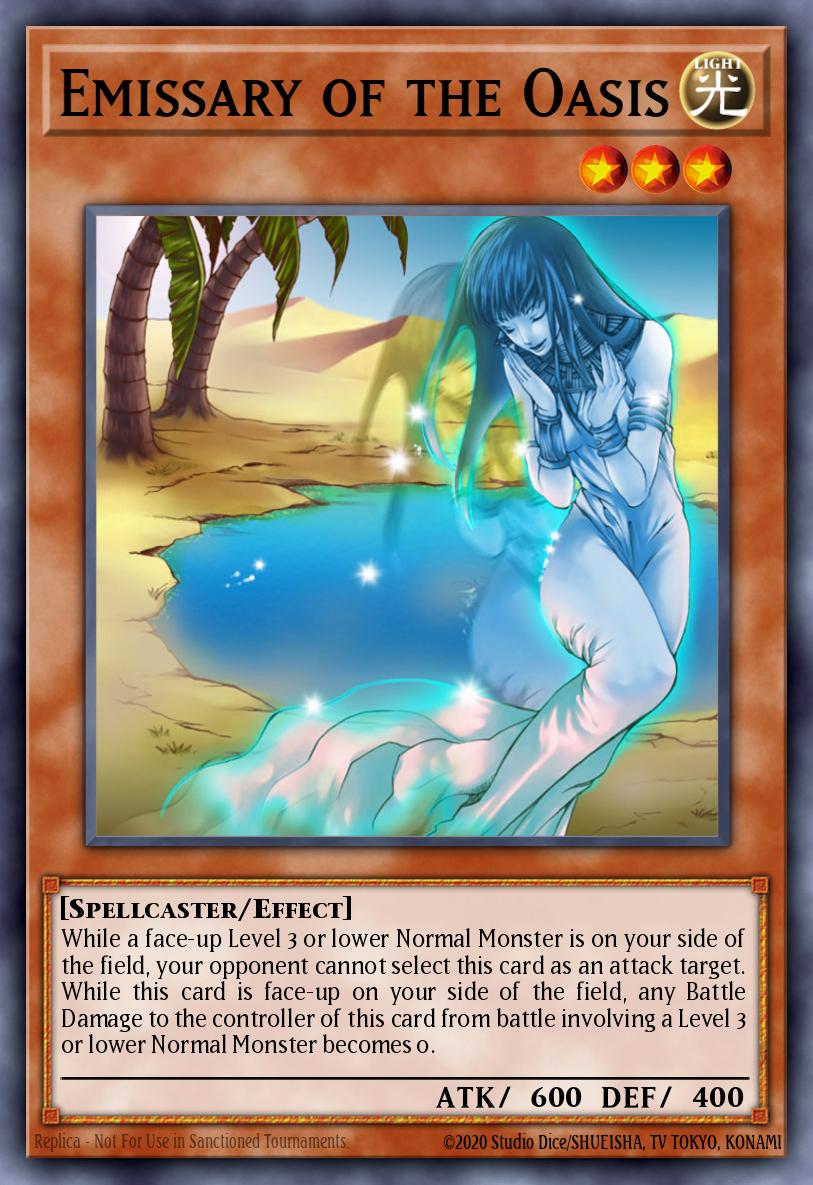 Emissary of the Oasis
LIGHT
光
[Spellcaster/Effect]
While a face-up Level 3 or lower Normal Monster is on your side of
the field, your opponent cannot select this card as an attack target.
While this card is face-up on your side of the field, any Battle
Damage to the controller of this card from battle involving a Level 3
or lower Normal Monster becomes 0.
ATK/ 600 DEF/ 400
Replica - Not For Use in Sanctioned Tournaments.
©2020 Studio Dice/SHUEISHA, TV TOKYO, KONAMI